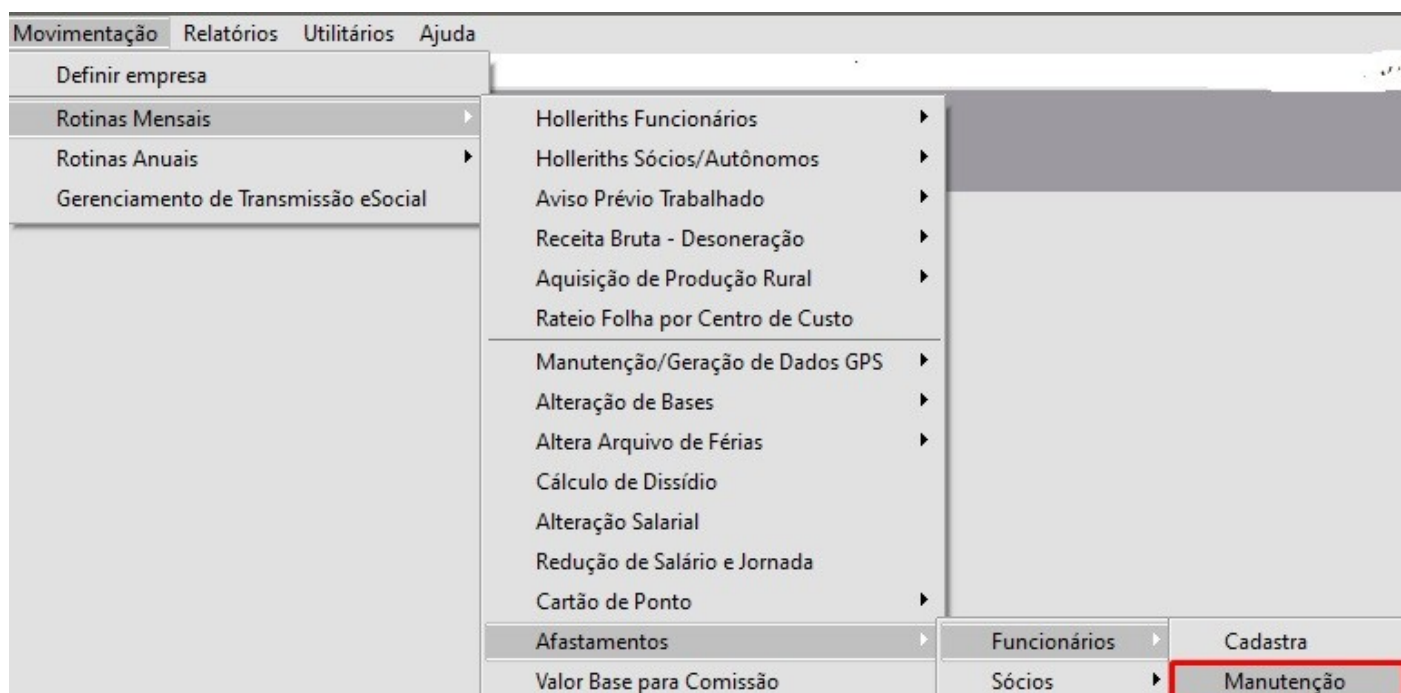 Movimentação Relatórios Utilitários Ajuda
Definir empresa
Rotinas Mensais
Rotinas Anuais
Gerenciamento de Transmissão eSocial
Holleriths Funcionários
Holleriths Sócios/Autônomos
Aviso Prévio Trabalhado
Receita Bruta - Desoneração
Aquisição de Produção Rural
Rateio Folha por Centro de Custo
Manutenção/Geração de Dados GPS
Alteração de Bases
Altera Arquivo de Férias
Cálculo de Dissídio
Alteração Salarial
Redução de Salário e Jornada
Cartão de Ponto
Afastamentos
Valor Base para Comissão
Funcionários
Sócios
Cadastra
Manutenção